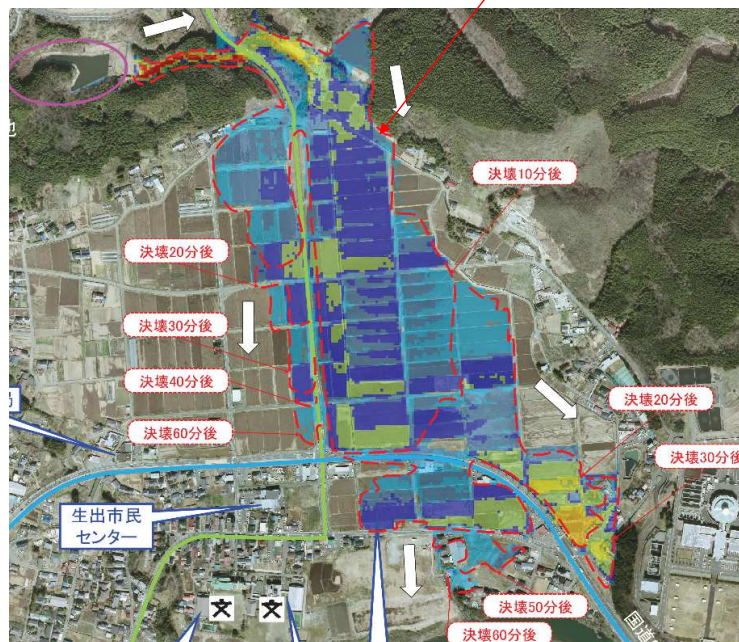 地
決壊10分後
決壊20分後
決壊30分後
決壊40分後
決壊60分後
決壊20分後
決壊30分後
生出市民
センター
文
文
決壊50分後
決壊60分後
国道